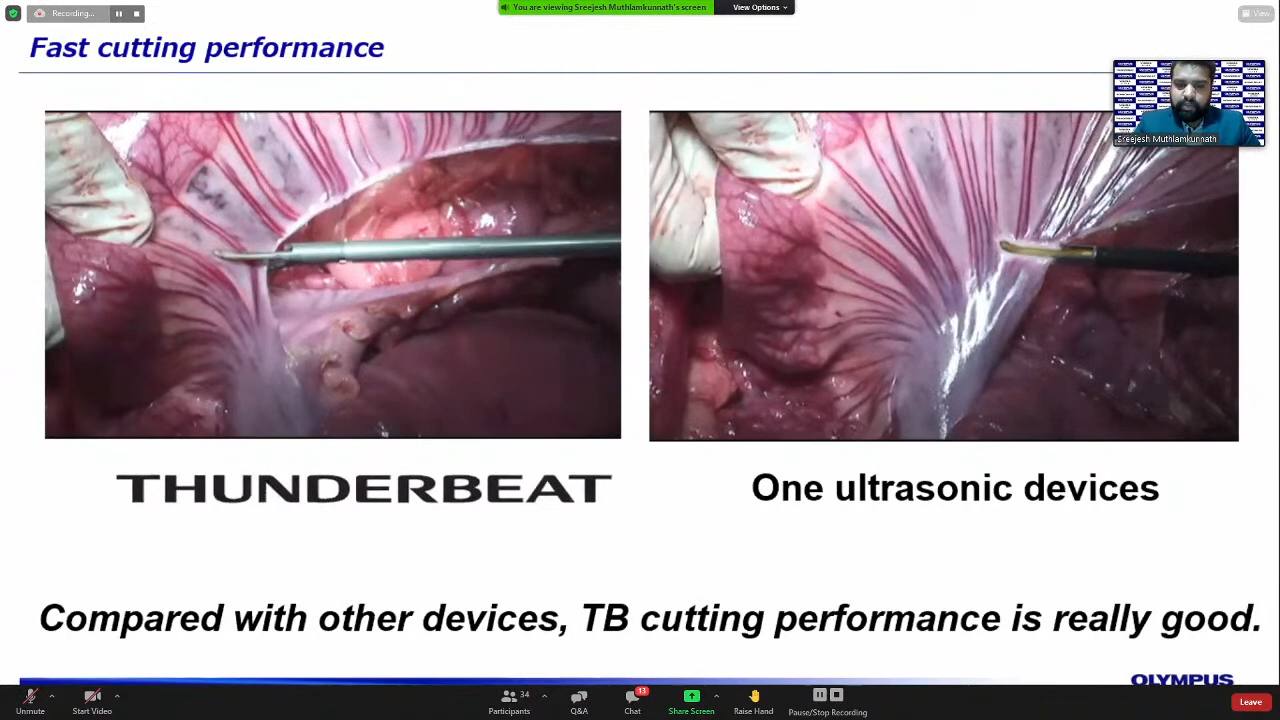 Recording...
You are viewing Sreejesh Muthlamkunnath's screen
View Options
View
Fast cutting performance
OLYMPUS
Sreejesh Muthlamkunnath
THUNDERBEAT
One ultrasonic devices
Compared with other devices, TB cutting performance is really good.
OLYMPUS
Unmute
Start Video
34
Participants
Q&A
13
Chat
Share Screen
Raise Hand
Pause/Stop Recording
Leave